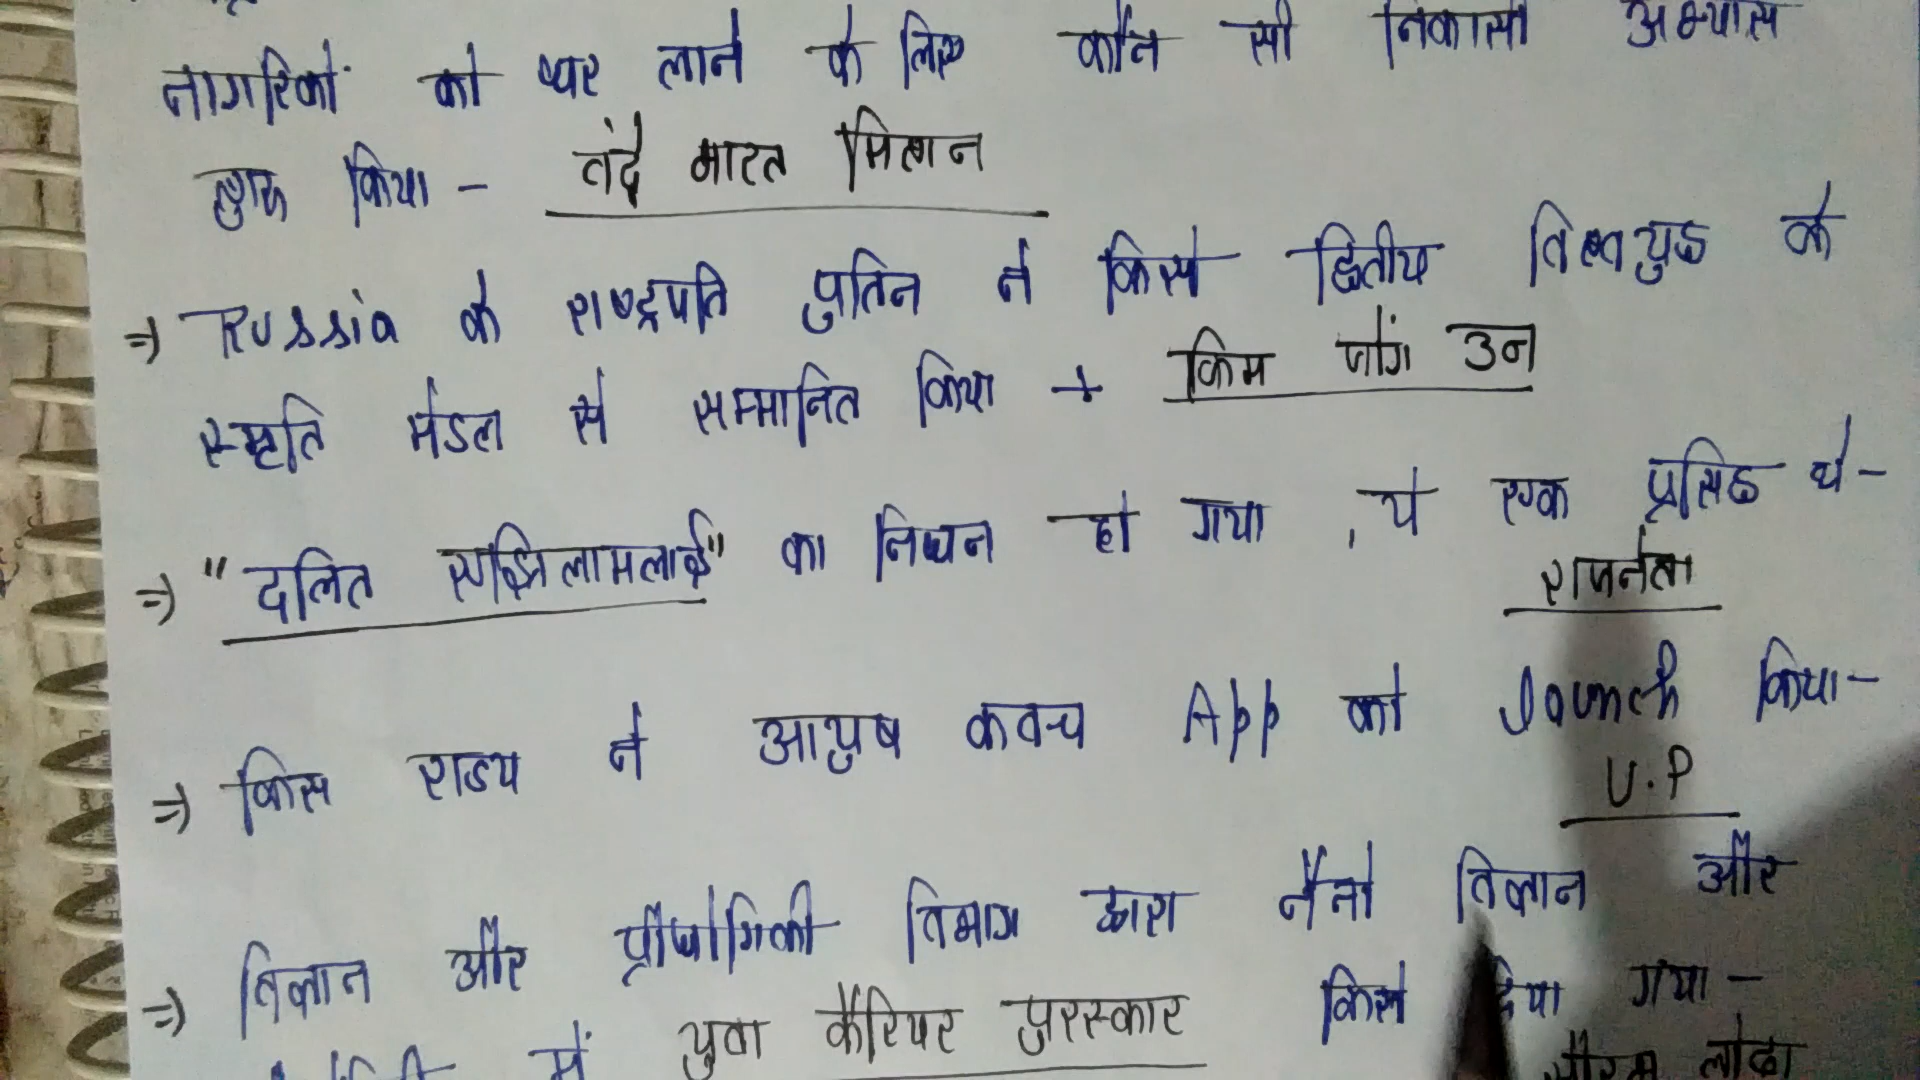 नागरिकों को घर लाने के लिए कौन सी निकासी अभ्यास
शुरू किया - वंदे भारत मिशन
=> Russia के राष्ट्रपति पुतिन ने किसे द्वितीय विश्वयुद्ध के
स्मृति मेडल से सम्मानित किया → किम जोंग उन
=> "दलित एझिलामलाई" का निधन हो गया, ये एक प्रसिद्ध थे-
राजनेता
=> किस राज्य ने आयुष कवच App को Launch किया-
U.P
=> विज्ञान और प्रौद्योगिकी विभाग द्वारा नैनो विज्ञान और
में युवा कैरियर पुरस्कार किसे दिया गया -
सौरभ लोढा